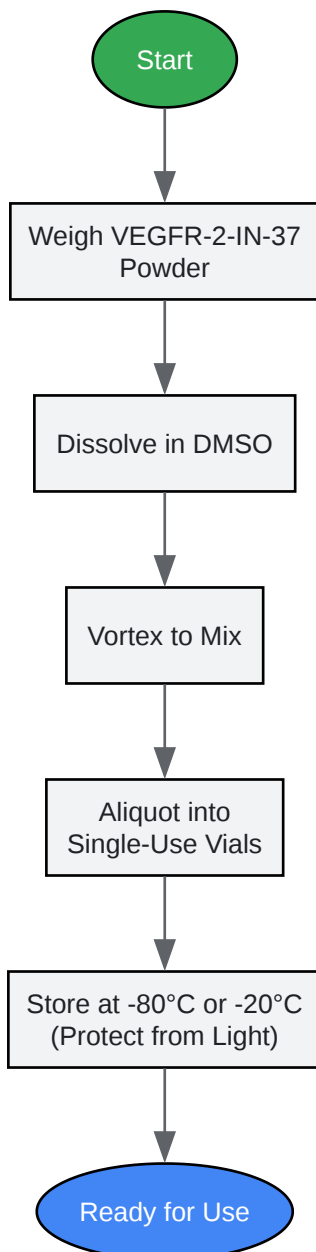 Start
Weigh VEGFR-2-IN-37
Powder
Dissolve in DMSO
Vortex to Mix
Aliquot into
Single-Use Vials
Store at -80°C or -20°C
(Protect from Light)
Ready for Use